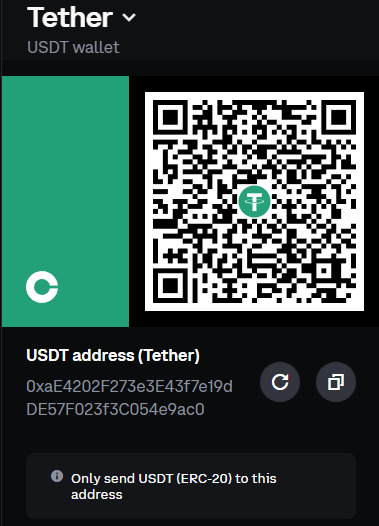 Tether
USDT wallet
USDT address (Tether)
0xaE4202F273e3E43f7e19d
DE57F023f3C054e9ac0
Only send USDT (ERC-20) to this
address